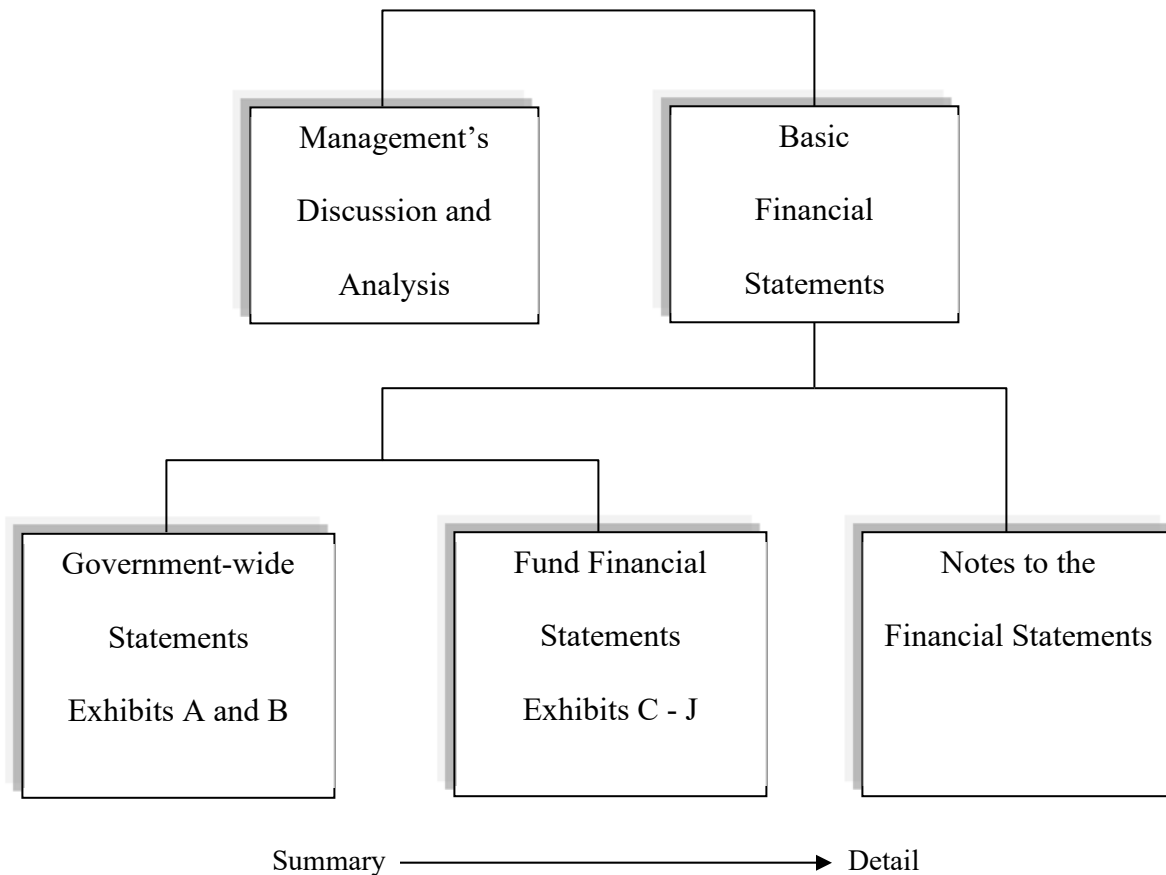 Management’s
Discussion and
Analysis
Basic
Financial
Statements
Government-wide
Statements
Exhibits A and B
Fund Financial
Statements
Exhibits C - J
Notes to the
Financial Statements
Summary
Detail